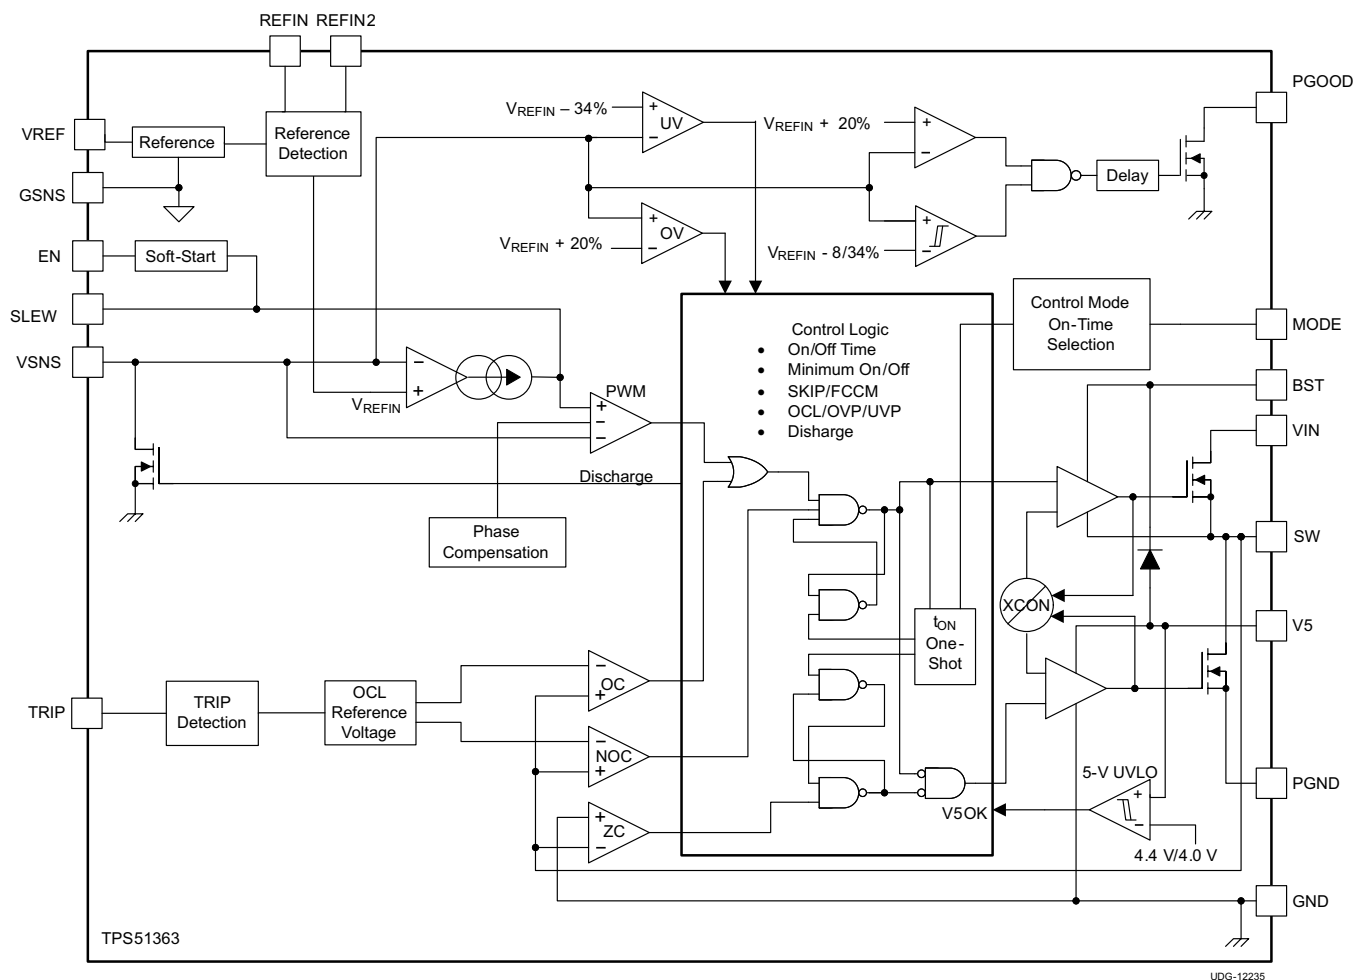 REFIN REFIN2
PGOOD
VREF
Reference
Reference
Detection
GSNS
VREFIN – 34%
+
UV
−
VREFIN + 20%
+
−
Delay
EN
Soft-Start
+
OV
−
VREFIN + 20%
+
−
VREFIN - 8/34%
SLEW
VSNS
−
+
VREFIN
PWM
+
−
−
Control Logic
• On/Off Time
• Minimum On/Off
• SKIP/FCCM
• OCL/OVP/UVP
• Disharge
Control Mode
On-Time
Selection
MODE
BST
VIN
Discharge
Phase
Compensation
SW
XCON
tON
One-
Shot
V5
TRIP
TRIP
Detection
OCL
Reference
Voltage
−
OC
+
−
NOC
+
+
ZC
−
5-V UVLO
+
−
V5OK
4.4 V/4.0 V
PGND
GND
TPS51363
UDG-12235